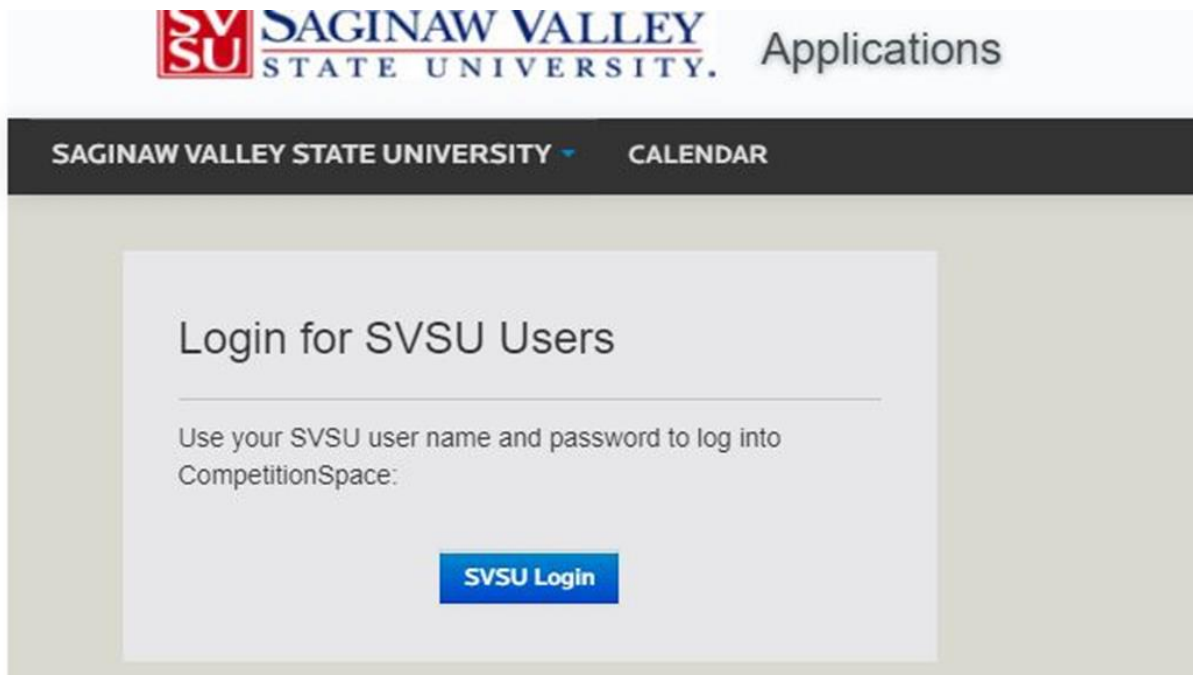 SV
SU
SAGINAW VALLEY
STATE UNIVERSITY.
Applications
SAGINAW VALLEY STATE UNIVERSITY CALENDAR
Login for SVSU Users
Use your SVSU user name and password to log into
CompetitionSpace:
SVSU Login